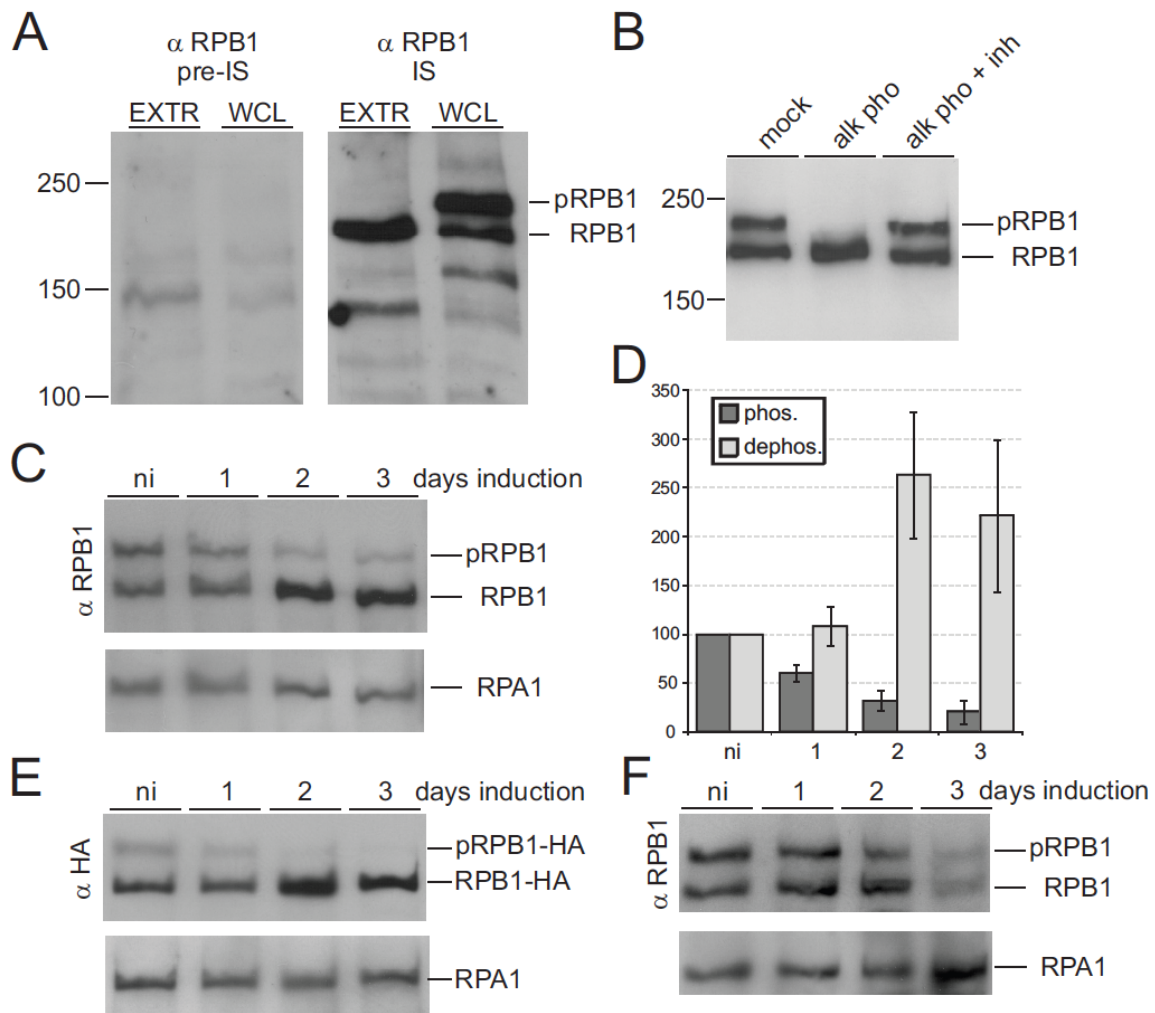 A
α RPB1
pre-IS
α RPB1
IS
EXTR WCL
EXTR WCL
250
150
100
pRPB1
RPB1
B
mock
alk pho
alk pho + inh
250
150
pRPB1
RPB1
C
ni 1 2 3 days induction
α RPB1
pRPB1
RPB1
RPA1
D
350
300
250
200
150
100
50
0
phos.
dephos.
ni 1 2 3
E
ni 1 2 3 days induction
α HA
pRPB1-HA
RPB1-HA
RPA1
F
ni 1 2 3 days induction
α RPB1
pRPB1
RPB1
RPA1